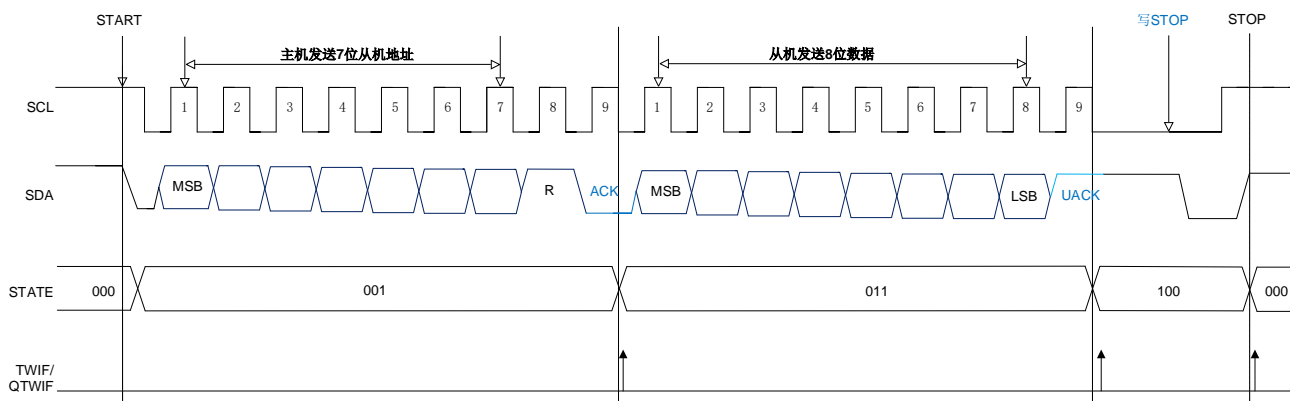 START 写STOP STOP
主机发送7位从机地址 从机发送8位数据
SCL 1 2 3 4 5 6 7 8 9 1 2 3 4 5 6 7 8 9
SDA MSB R ACK MSB LSB UACK
STATE 000 001 011 100 000
TWIF/
QTWIF